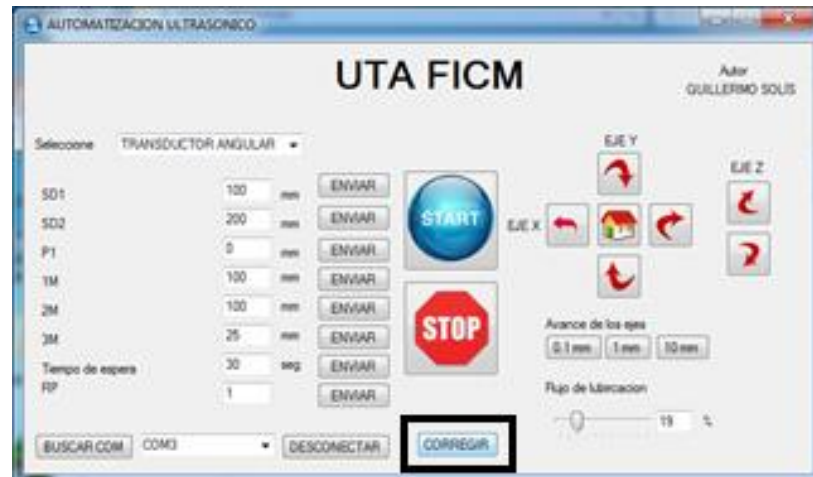 AUTOMATIZACION ULTRASONICO
UTA FICM
Autor
GUILLERMO SOLIS
Seleccione TRANSDUCTOR ANGULAR
SD1 100 mm ENVIAR
SD2 200 mm ENVIAR
P1 0 mm ENVIAR
1M 100 mm ENVIAR
2M 100 mm ENVIAR
3M 25 mm ENVIAR
Tiempo de espera 30 seg ENVIAR
RP 1 ENVIAR
BUSCAR COM COM3 DESCONECTAR CORREGIR
START
STOP
EJE Y
EJE X
EJE Z
Avance de los ejes
0.1 mm 1 mm 10 mm
Flujo de lubricacion
19 %